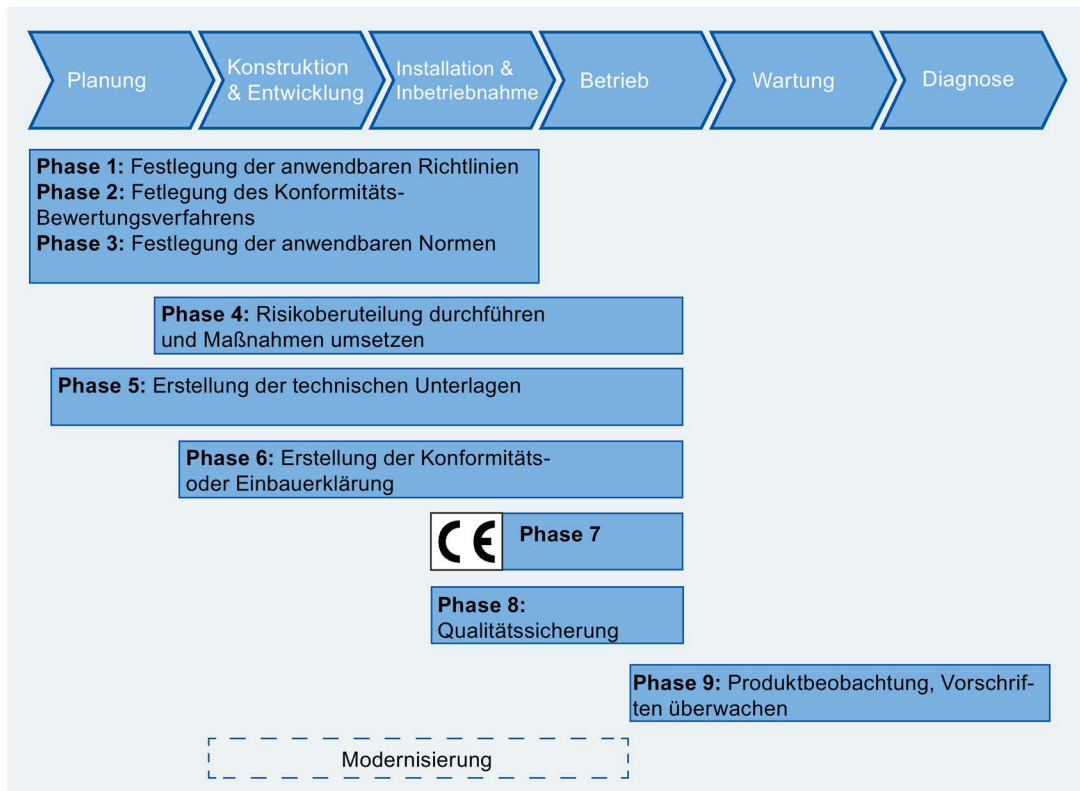 Planung
Konstruktion
& Entwicklung
Installation &
Inbetriebnahme
Betrieb
Wartung
Diagnose
Phase 1: Festlegung der anwendbaren Richtlinien
Phase 2: Fetlegung des Konformitäts-
Bewertungsverfahrens
Phase 3: Festlegung der anwendbaren Normen
Phase 4: Risikoberuteilung durchführen
und Maßnahmen umsetzen
Phase 5: Erstellung der technischen Unterlagen
Phase 6: Erstellung der Konformitäts-
oder Einbauerklärung
CE Phase 7
Phase 8:
Qualitätssicherung
Phase 9: Produktbeobachtung, Vorschrif-
ten überwachen
Modernisierung